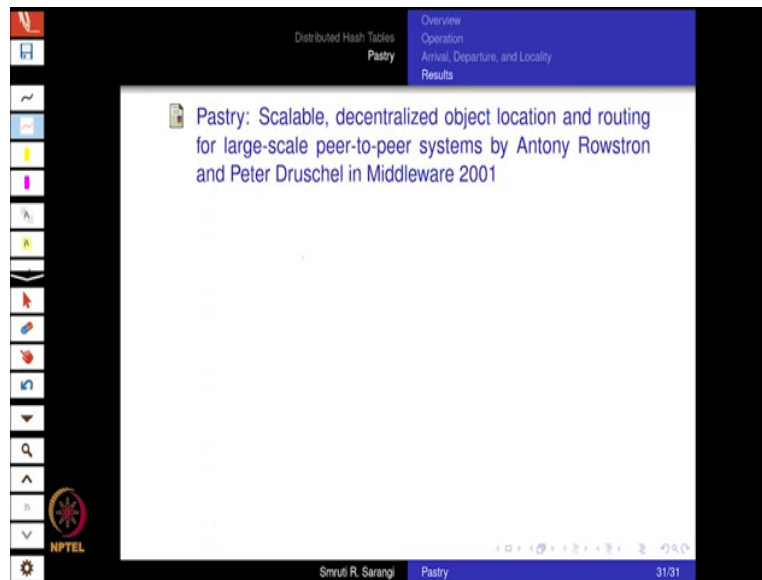 Distributed Hash Tables
Pastry
Overview
Operation
Arrival, Departure, and Locality
Results
Pastry: Scalable, decentralized object location and routing
for large-scale peer-to-peer systems by Antony Rowstron
and Peter Druschel in Middleware 2001
NPTEL
Smruti R. Sarangi
Pastry
31/31